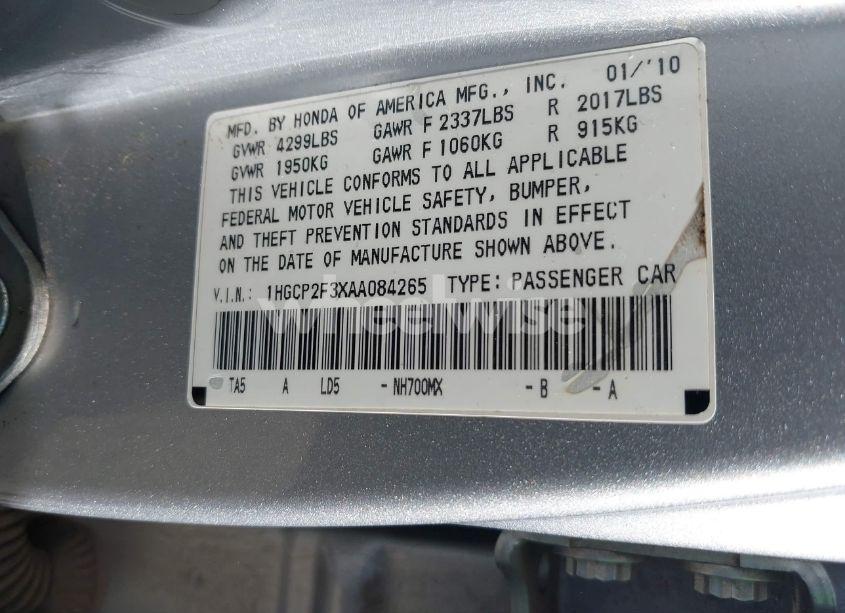 MFD. BY HONDA OF AMERICA MFG., INC. 01/'10
GVWR 4299LBS GAWR F 2337LBS R 2017LBS
GVWR 1950KG GAWR F 1060KG R 915KG
THIS VEHICLE CONFORMS TO ALL APPLICABLE
FEDERAL MOTOR VEHICLE SAFETY, BUMPER,
AND THEFT PREVENTION STANDARDS IN EFFECT
ON THE DATE OF MANUFACTURE SHOWN ABOVE.
V.I.N.: 1HGCP2F3XAA084265 TYPE: PASSENGER CAR
wheelwise
TA5 A LD5 -NH700MX -B -A